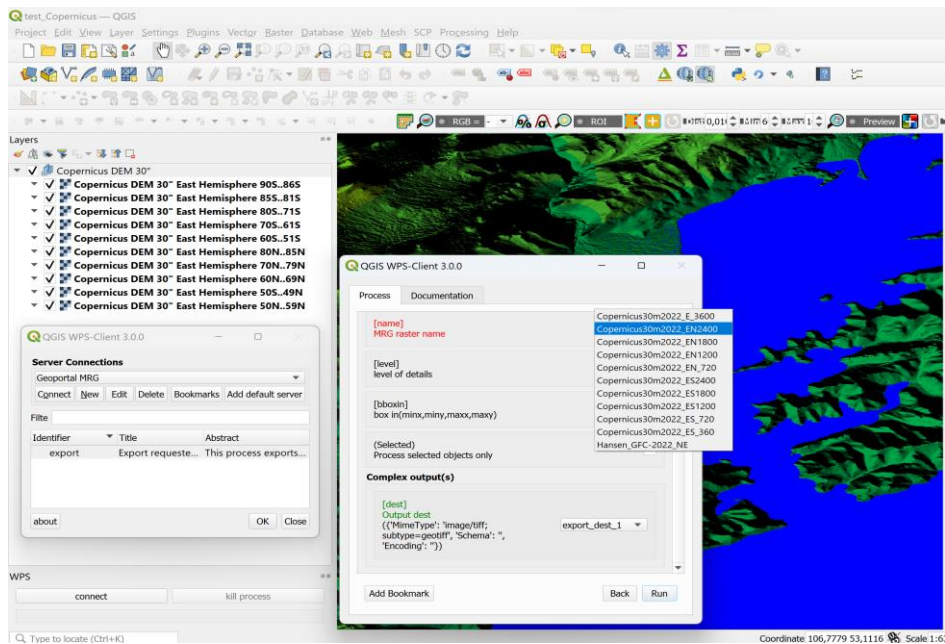 test_Copernicus — QGIS
Project Edit View Layer Settings Plugins Vector Raster Database Web Mesh SCP Processing Help
RGB = -
ROI
0,01
6
1
Preview
Layers
Copernicus DEM 30"
Copernicus DEM 30" East Hemisphere 90S..86S
Copernicus DEM 30" East Hemisphere 85S..81S
Copernicus DEM 30" East Hemisphere 80S..71S
Copernicus DEM 30" East Hemisphere 70S..61S
Copernicus DEM 30" East Hemisphere 60S..51S
Copernicus DEM 30" East Hemisphere 80N..85N
Copernicus DEM 30" East Hemisphere 70N..79N
Copernicus DEM 30" East Hemisphere 60N..69N
Copernicus DEM 30" East Hemisphere 50S..49N
Copernicus DEM 30" East Hemisphere 50N..59N
QGIS WPS-Client 3.0.0
Server Connections
Geoportal MRG
Connect New Edit Delete Bookmarks Add default server
Filte
Identifier Title Abstract
export Export requeste... This process exports...
about OK Close
WPS
connect kill process
Type to locate (Ctrl+K)
QGIS WPS-Client 3.0.0
Process Documentation
[name]
MRG raster name
[level]
level of details
[bboxin]
box in(minx,miny,maxx,maxy)
(Selected)
Process selected objects only
Complex output(s)
[dest]
Output dest
({'MimeType': 'image/tiff;
subtype=geotiff', 'Schema': '',
'Encoding': ''})
export_dest_1
Add Bookmark Back Run
Copernicus30m2022_E_3600
Copernicus30m2022_EN2400
Copernicus30m2022_EN1800
Copernicus30m2022_EN1200
Copernicus30m2022_EN_720
Copernicus30m2022_ES2400
Copernicus30m2022_ES1800
Copernicus30m2022_ES1200
Copernicus30m2022_ES_720
Copernicus30m2022_ES_360
Hansen_GFC-2022_NE
Coordinate 106,7779 53,1116 Scale 1:6